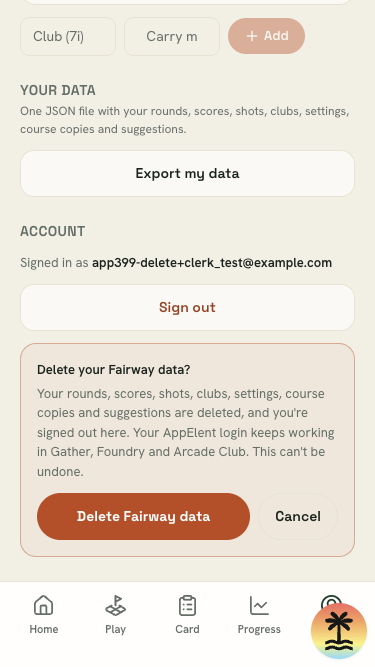 Club (7i)
Carry m
+ Add
YOUR DATA
One JSON file with your rounds, scores, shots, clubs, settings,
course copies and suggestions.
Export my data
ACCOUNT
Signed in as app399-delete+clerk_test@example.com
Sign out
Delete your Fairway data?
Your rounds, scores, shots, clubs, settings, course
copies and suggestions are deleted, and you're
signed out here. Your AppElent login keeps working
in Gather, Foundry and Arcade Club. This can't be
undone.
Delete Fairway data
Cancel
Home
Play
Card
Progress